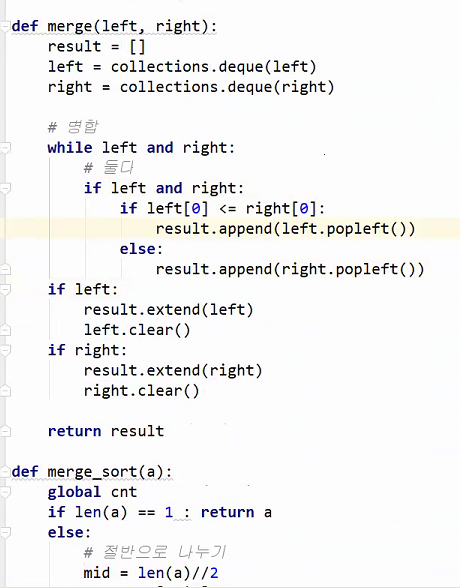 def merge(left, right):
    result = []
    left = collections.deque(left)
    right = collections.deque(right)

    # 병합
    while left and right:
        # 둘다
        if left and right:
            if left[0] <= right[0]:
                result.append(left.popleft())
            else:
                result.append(right.popleft())
    if left:
        result.extend(left)
        left.clear()
    if right:
        result.extend(right)
        right.clear()

    return result

def merge_sort(a):
    global cnt
    if len(a) == 1 : return a
    else:
        # 절반으로 나누기
        mid = len(a)//2